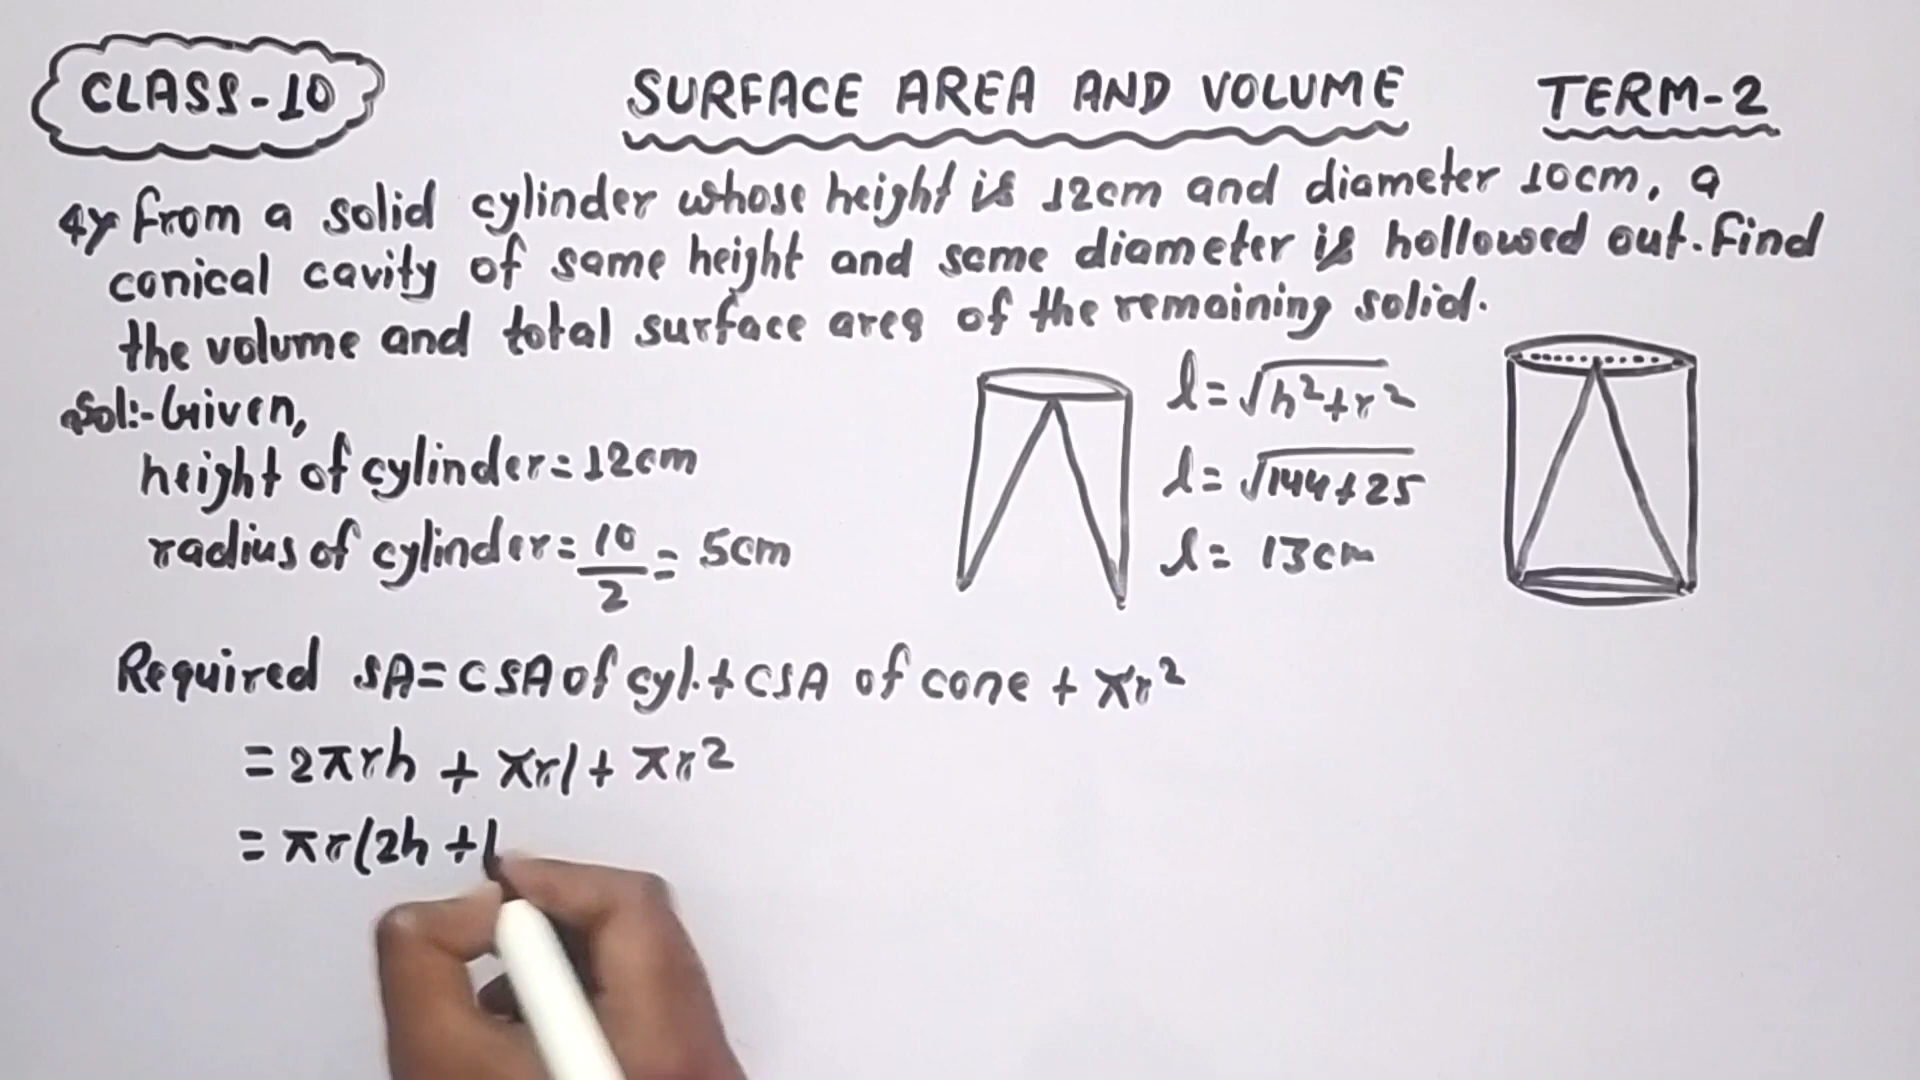 CLASS-10
SURFACE AREA AND VOLUME
TERM-2
4) From a solid cylinder whose height is 12cm and diameter 10cm, a
conical cavity of same height and same diameter is hollowed out. Find
the volume and total surface area of the remaining solid.
Sol:- Given,
height of cylinder = 12cm
radius of cylinder = 10/2 = 5cm
l = √h²+r²
l = √144+25
l = 13cm
Required SA = CSA of cyl. + CSA of cone + πr²
= 2πrh + πrl + πr²
= πr(2h + l